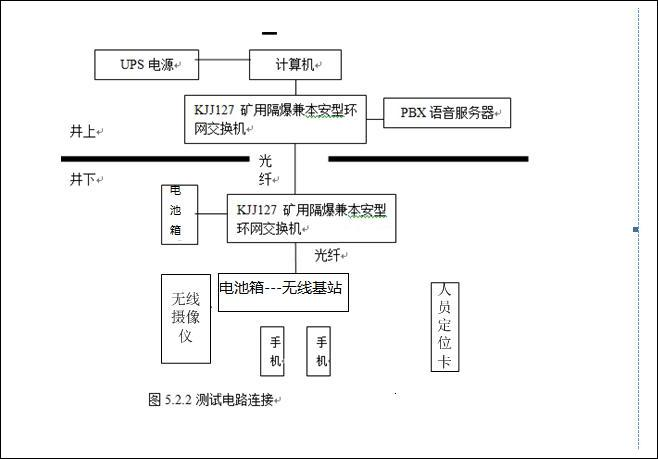 UPS 电源
计算机
KJJ127 矿用隔爆兼本安型环
网交换机
PBX 语音服务器
井上
光
纤
井下
电
池
箱
KJJ127 矿用隔爆兼本安型
环网交换机
光纤
电池箱---无线基站
无线
摄像
仪
手
机
手
机
人
员
定
位
卡
图 5.2.2 测试电路连接